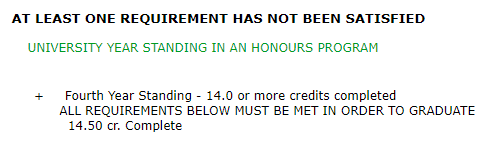 AT LEAST ONE REQUIREMENT HAS NOT BEEN SATISFIED
UNIVERSITY YEAR STANDING IN AN HONOURS PROGRAM
+ Fourth Year Standing - 14.0 or more credits completed
ALL REQUIREMENTS BELOW MUST BE MET IN ORDER TO GRADUATE
14.50 cr. Complete